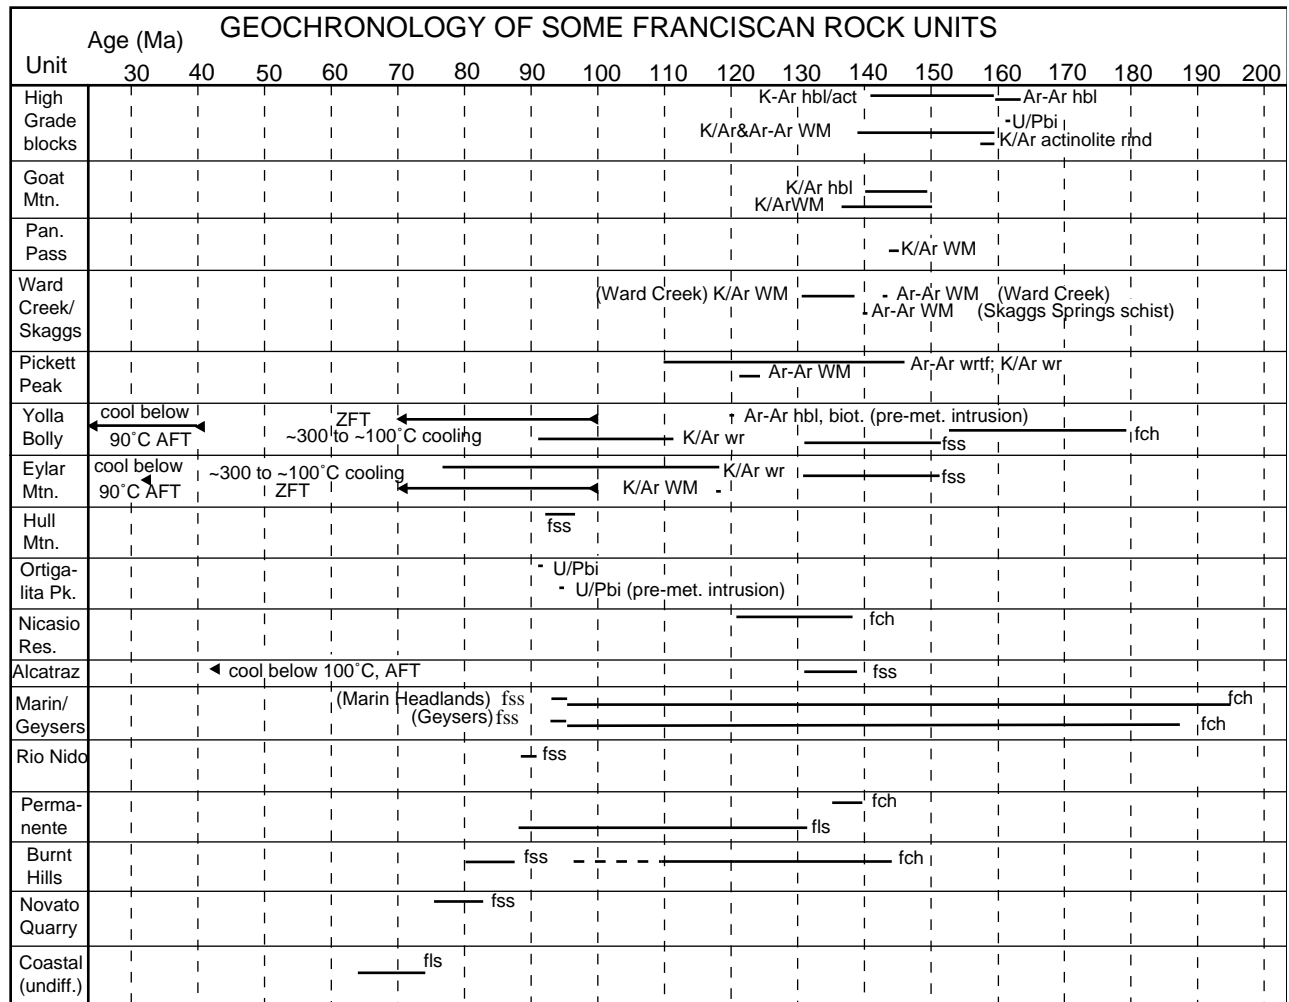 GEOCHRONOLOGY OF SOME FRANCISCAN ROCK UNITS
Age (Ma)
Unit
30 40 50 60 70 80 90 100 110 120 130 140 150 160 170 180 190 200
High
Grade
blocks
K-Ar hbl/act
Ar-Ar hbl
U/Pbi
K/Ar&Ar-Ar WM
K/Ar actinolite rind
Goat
Mtn.
K/Ar hbl
K/ArWM
Pan.
Pass
K/Ar WM
Ward
Creek/
Skaggs
(Ward Creek) K/Ar WM
Ar-Ar WM (Ward Creek)
Ar-Ar WM (Skaggs Springs schist)
Pickett
Peak
Ar-Ar wrtf; K/Ar wr
Ar-Ar WM
Yolla
Bolly
cool below
90˚C AFT
ZFT
~300 to ~100˚C cooling
Ar-Ar hbl, biot. (pre-met. intrusion)
K/Ar wr
fss
fch
Eylar
Mtn.
cool below
90˚C AFT
~300 to ~100˚C cooling
ZFT
K/Ar wr
K/Ar WM
fss
Hull
Mtn.
fss
Ortiga-
lita Pk.
U/Pbi
U/Pbi (pre-met. intrusion)
Nicasio
Res.
fch
Alcatraz
cool below 100˚C, AFT
fss
Marin/
Geysers
(Marin Headlands) fss
fch
(Geysers) fss
fch
Rio Nido
fss
Perma-
nente
fch
fls
Burnt
Hills
fss
fch
Novato
Quarry
fss
Coastal
(undiff.)
fls